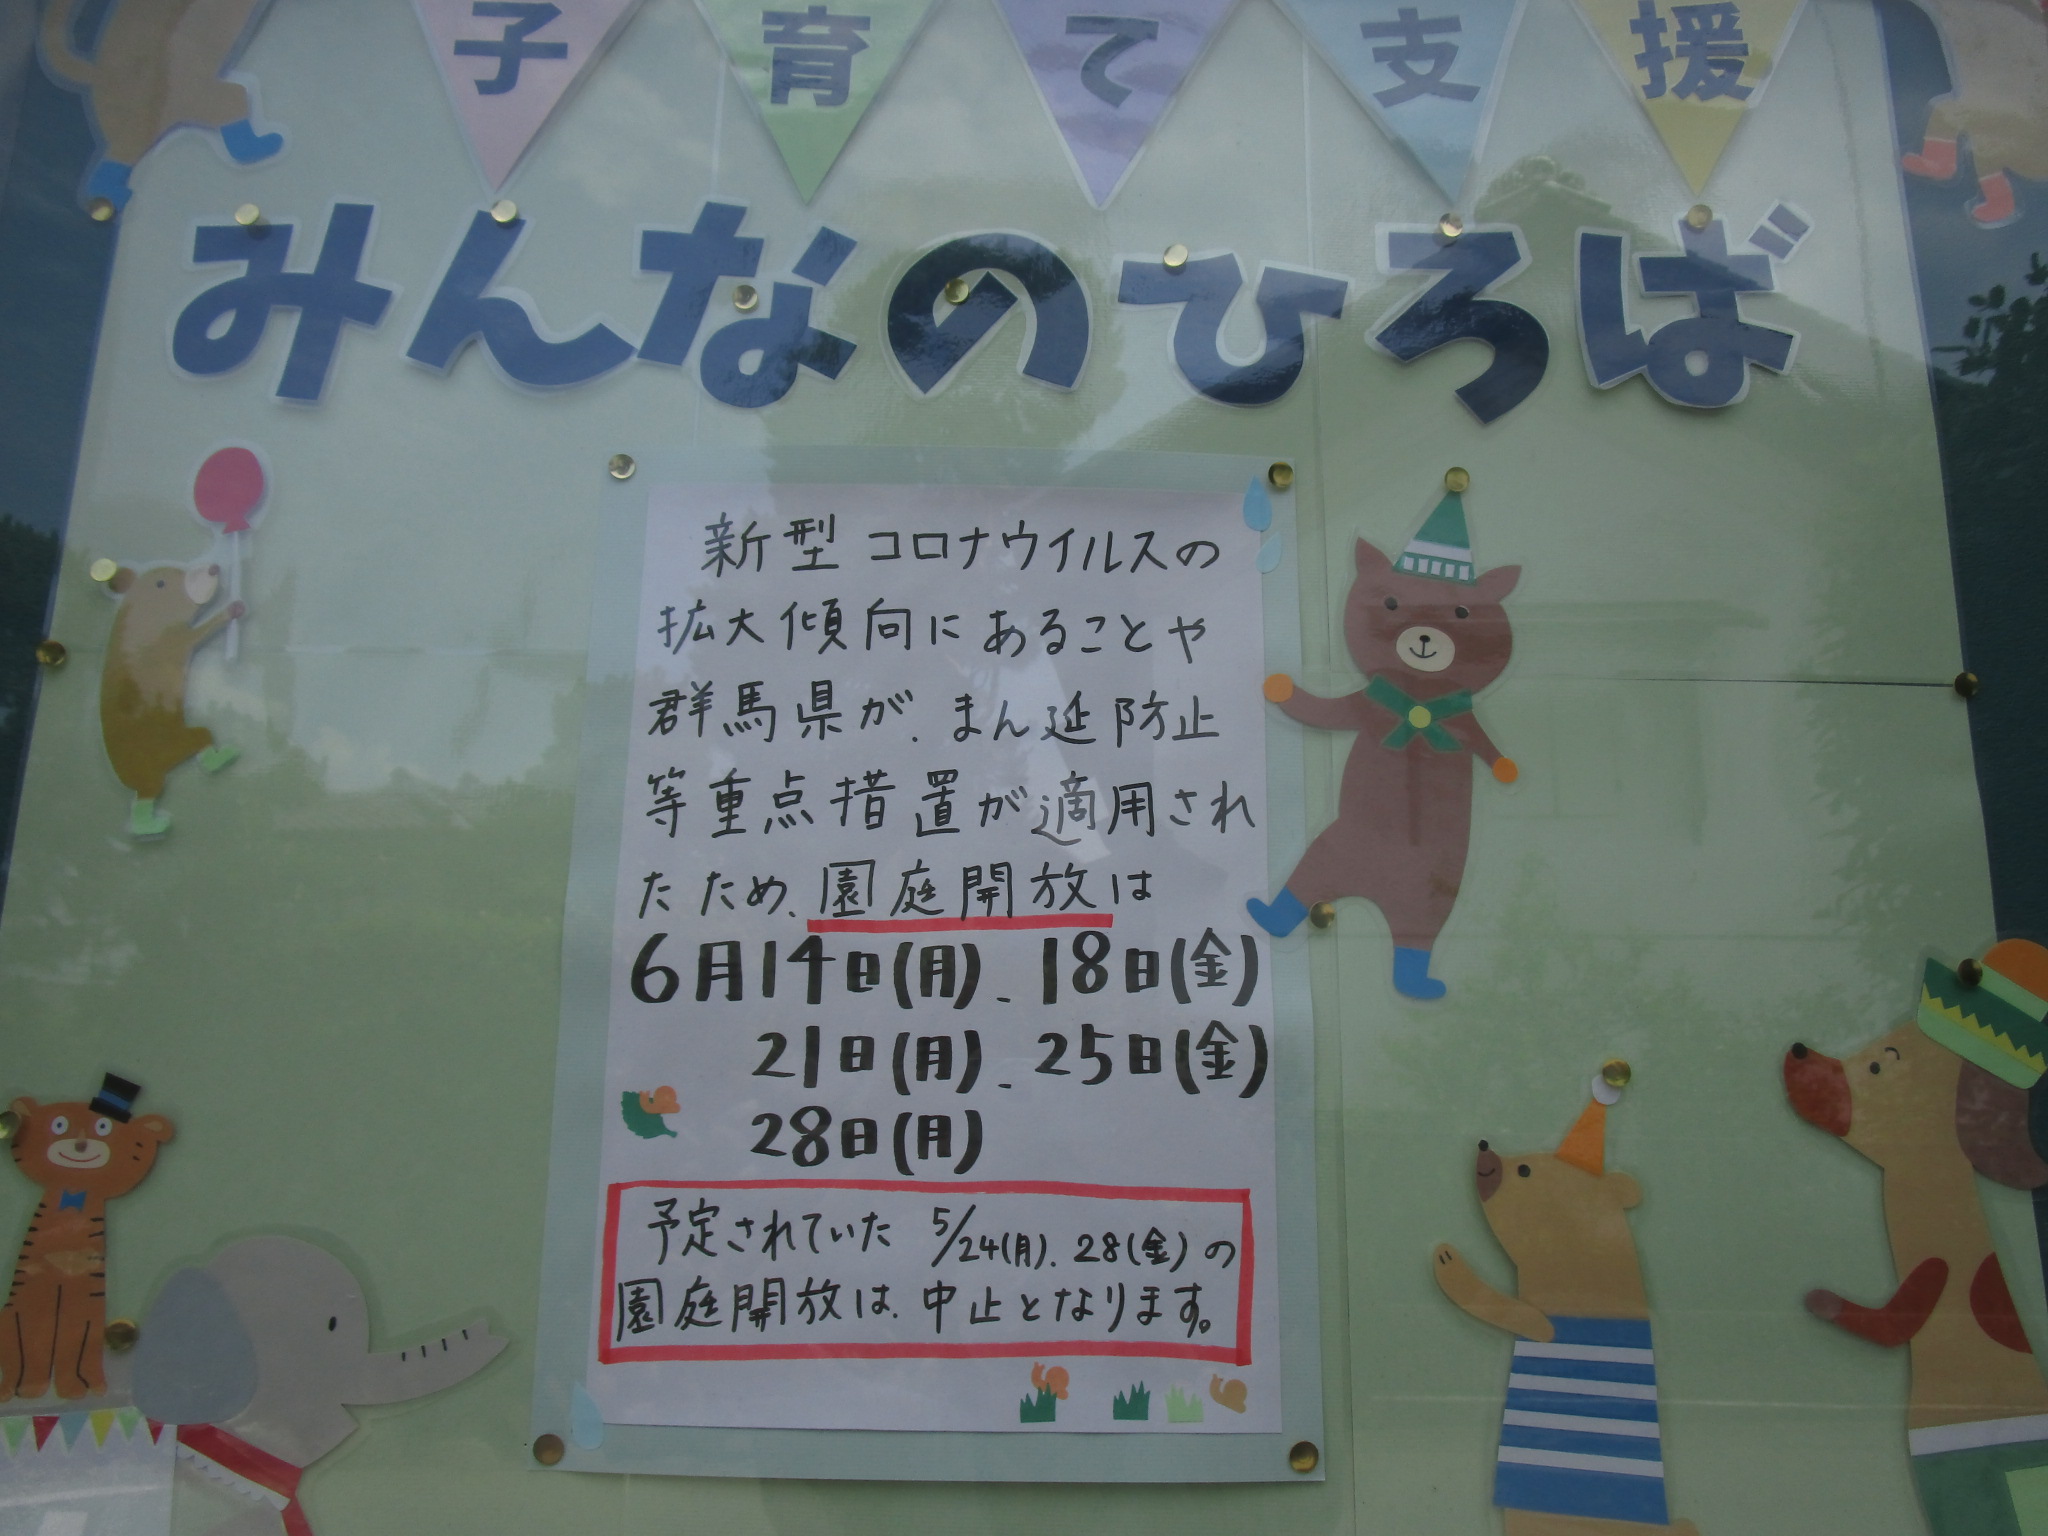 子育て支援
みんなのひろば
新型コロナウイルスの
拡大傾向にあることや
群馬県が、まん延防止
等重点措置が適用され
たため、園庭開放は
6月14日(月)、18日(金)
21日(月)、25日(金)
28日(月)
予定されていた 5/24(月)、28(金)の
園庭開放は、中止となります。